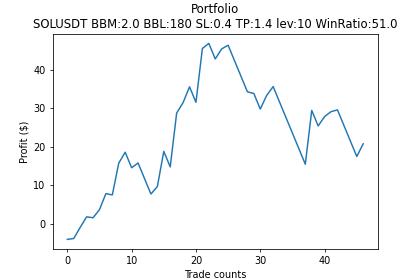 Portfolio
SOLUSDT BBM:2.0 BBL:180 SL:0.4 TP:1.4 lev:10 WinRatio:51.0
40
30
20
10
0
Profit ($)
0 10 20 30 40
Trade counts